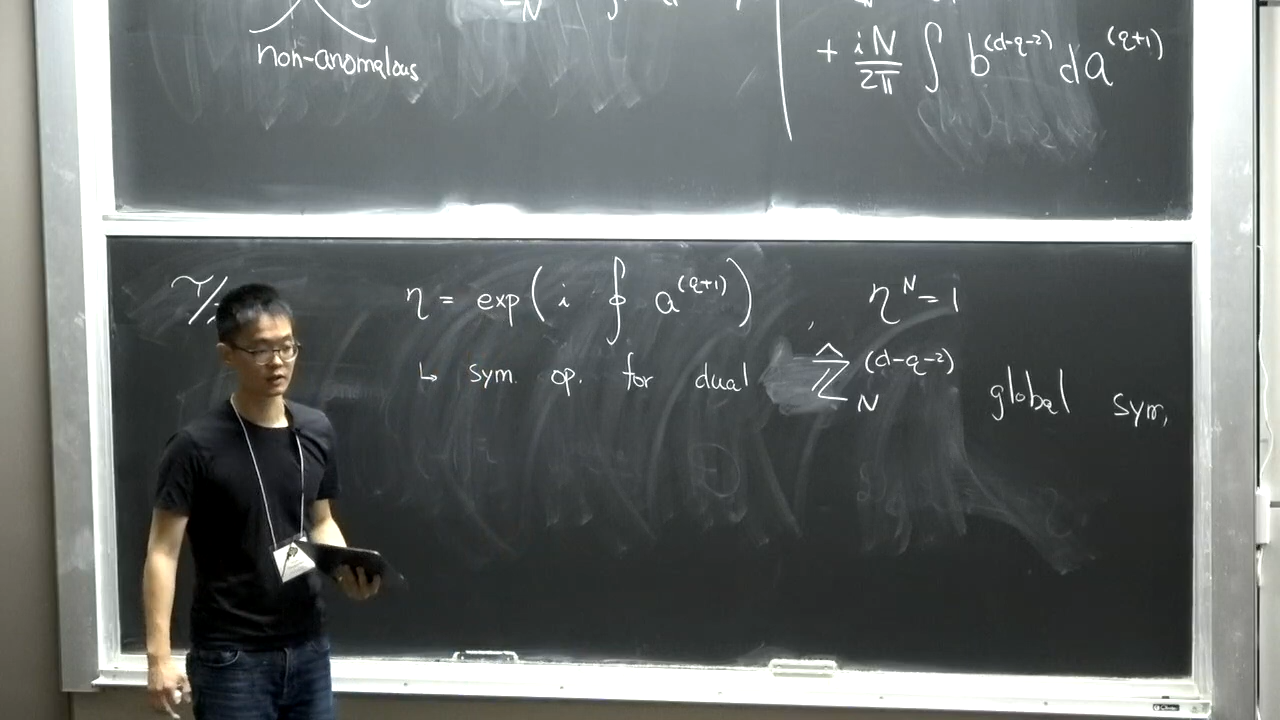 non-anomalous
+ iN/2π ∫ b^(d-q-2) da^(q+1)
η = exp( i ∮ a^(q+1) ) , η^N = 1
↳ sym. op. for dual ℤ̂_N^(d-q-2) global sym.